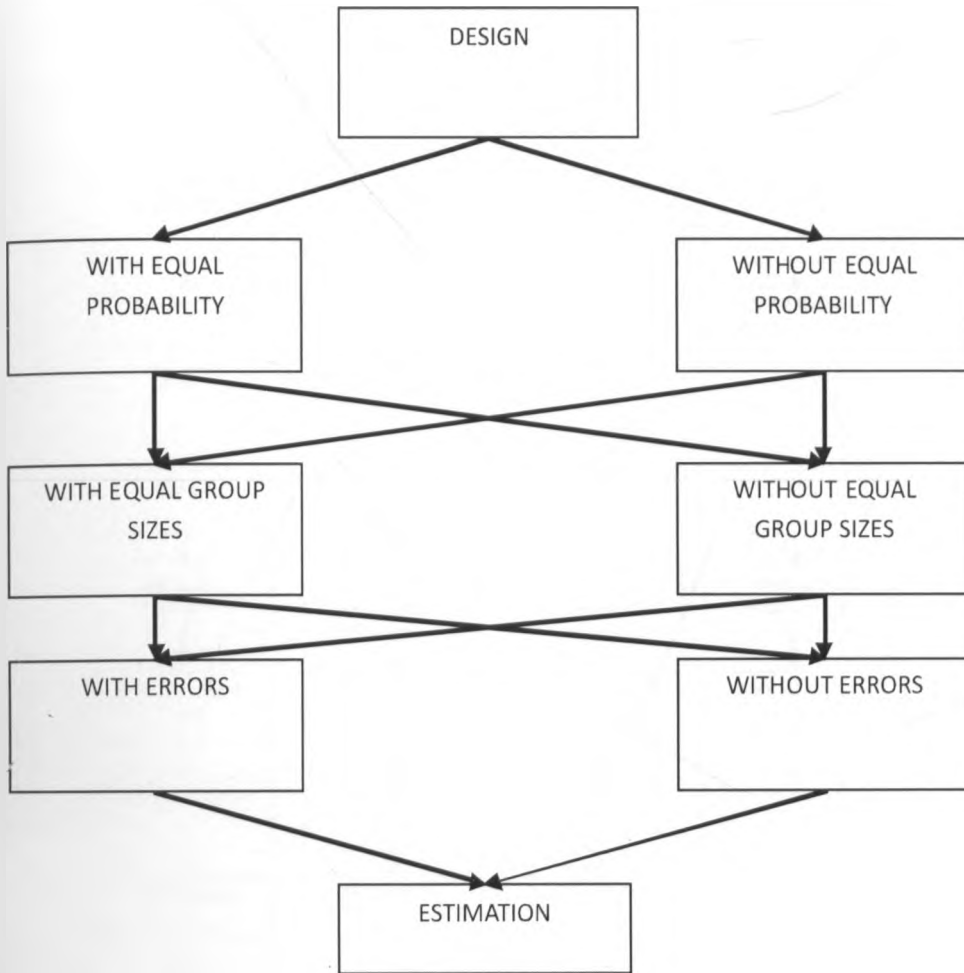 DESIGN
WITH EQUAL
PROBABILITY
WITHOUT EQUAL
PROBABILITY
WITH EQUAL GROUP
SIZES
WITHOUT EQUAL
GROUP SIZES
WITH ERRORS
WITHOUT ERRORS
ESTIMATION